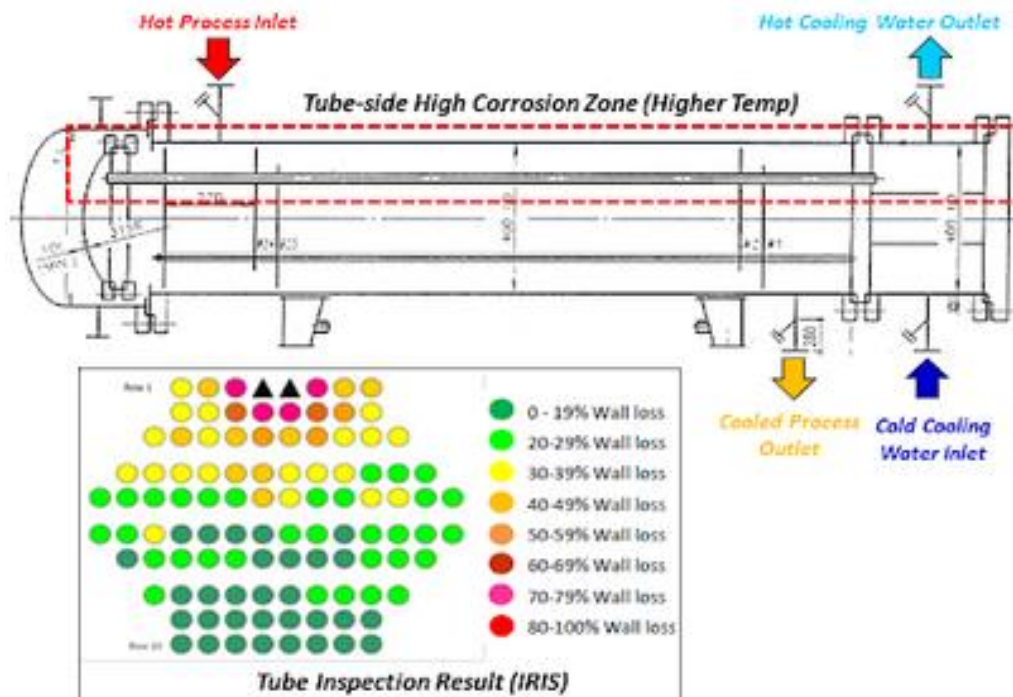 Hot Process Inlet
Hot Cooling Water Outlet
Tube-side High Corrosion Zone (Higher Temp)
270
280
Cooled Process
Outlet
Cold Cooling
Water Inlet
Row 1
0 - 19% Wall loss
20-29% Wall loss
30-39% Wall loss
40-49% Wall loss
50-59% Wall loss
60-69% Wall loss
70-79% Wall loss
80-100% Wall loss
Row 10
Tube Inspection Result (IRIS)